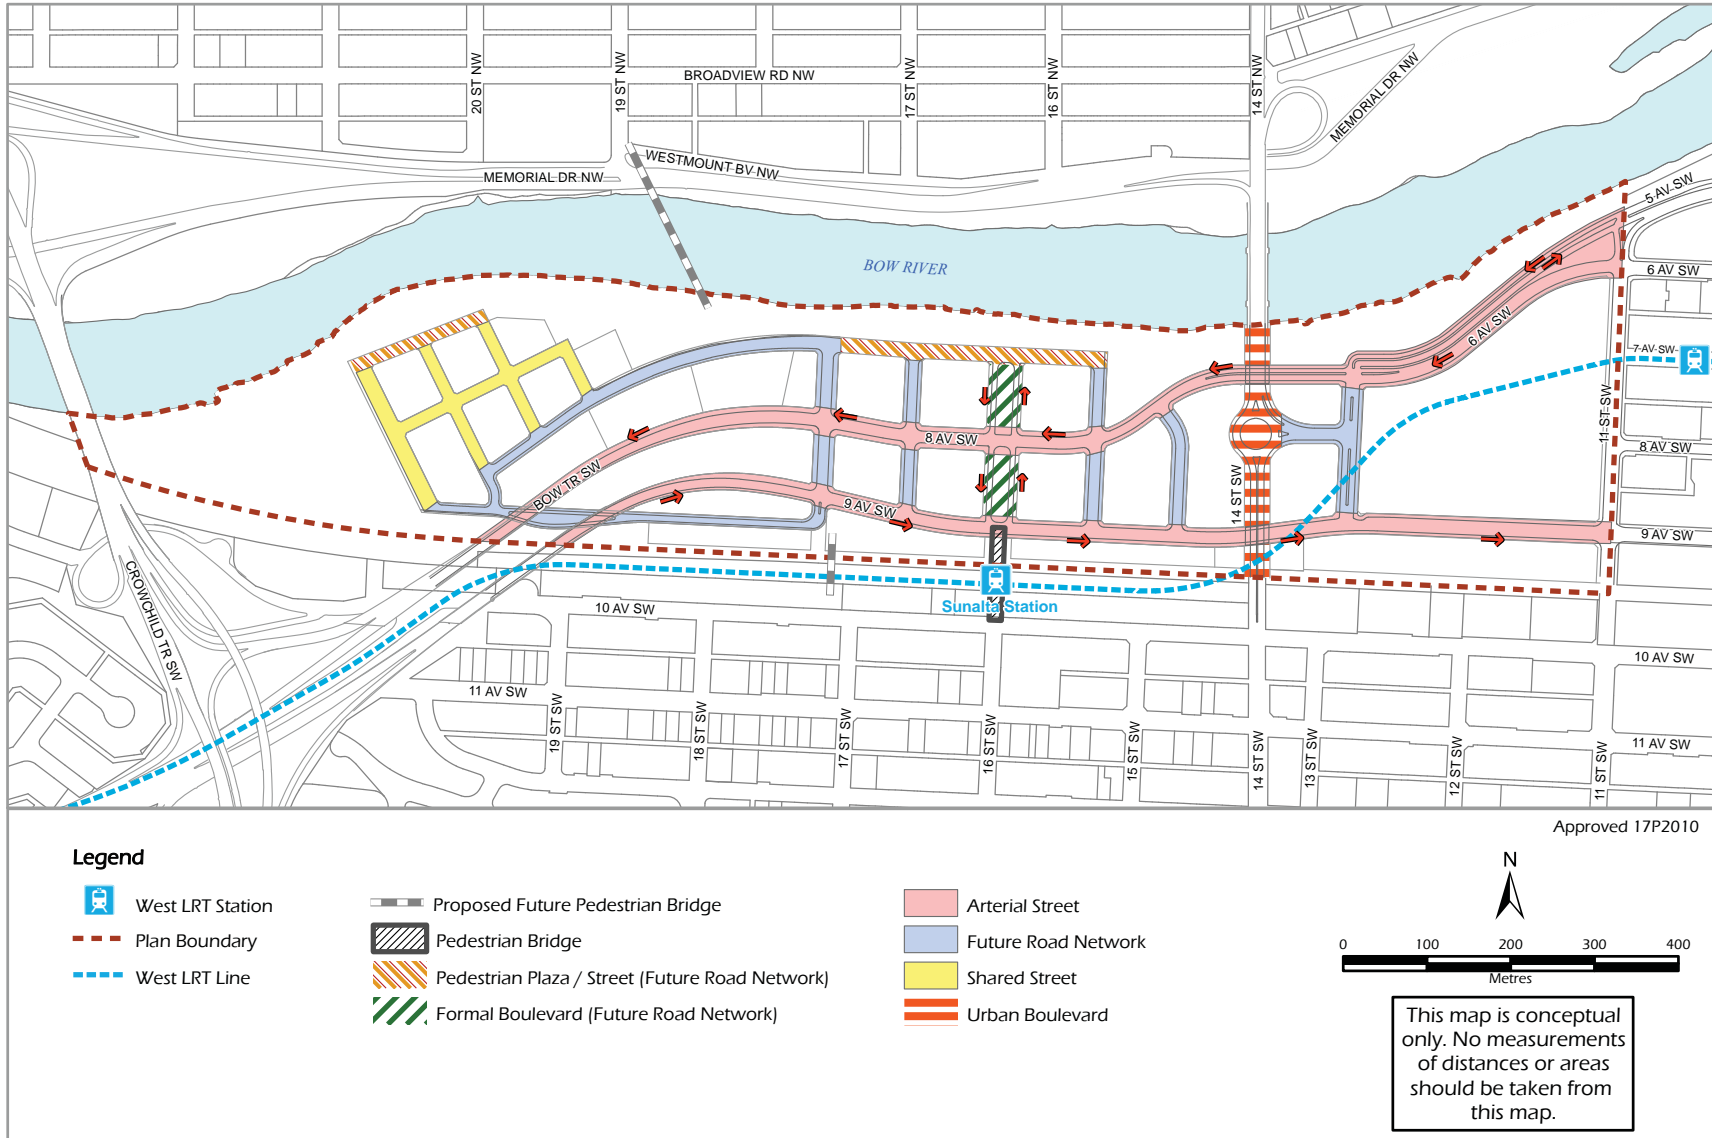 20 ST NW
19 ST NW
BROADVIEW RD NW
17 ST NW
16 ST NW
14 ST NW
MEMORIAL DR NW
WESTMOUNT BV NW
MEMORIAL DR NW
5 AV SW
BOW RIVER
6 AV SW
6 AV SW
7 AV SW
11 ST SW
8 AV SW
8 AV SW
BOW TR SW
9 AV SW
14 ST SW
9 AV SW
CROWCHILD TR SW
Sunalta Station
10 AV SW
10 AV SW
11 AV SW
19 ST SW
18 ST SW
17 ST SW
16 ST SW
15 ST SW
14 ST SW
13 ST SW
12 ST SW
11 ST SW
11 AV SW
Approved 17P2010
Legend
West LRT Station
Plan Boundary
West LRT Line
Proposed Future Pedestrian Bridge
Pedestrian Bridge
Pedestrian Plaza / Street (Future Road Network)
Formal Boulevard (Future Road Network)
Arterial Street
Future Road Network
Shared Street
Urban Boulevard
N
0 100 200 300 400
Metres
This map is conceptual
only. No measurements
of distances or areas
should be taken from
this map.